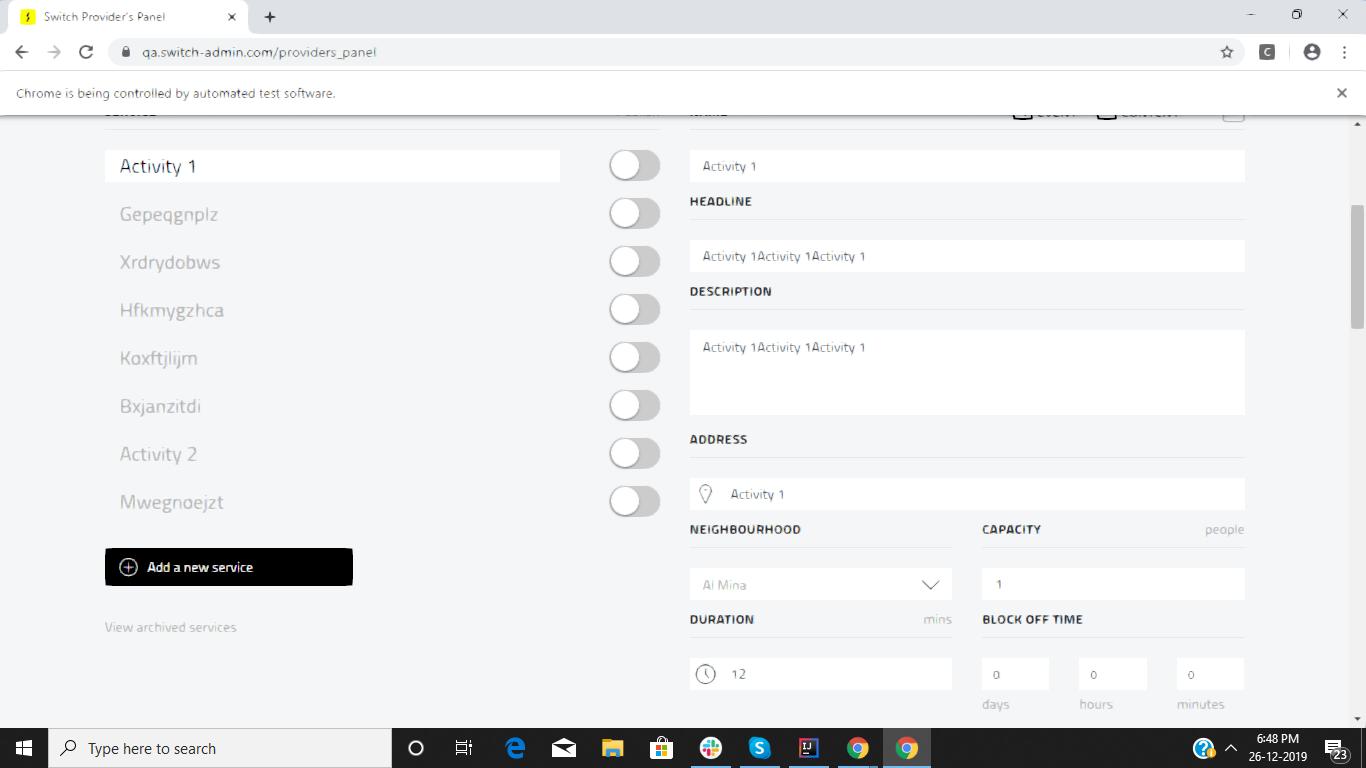 Switch Provider's Panel
qa.switch-admin.com/providers_panel
C
Chrome is being controlled by automated test software.
Activity 1
Gepeqgnplz
Xrdrydobws
Hfkmygzhca
Koxftjlijm
Bxjanzitdi
Activity 2
Mwegnoejzt
Add a new service
View archived services
Activity 1
HEADLINE
Activity 1Activity 1Activity 1
DESCRIPTION
Activity 1Activity 1Activity 1
ADDRESS
Activity 1
NEIGHBOURHOOD
CAPACITY people
Al Mina
1
DURATION mins
BLOCK OFF TIME
12
0 0 0
days hours minutes
Type here to search
6:48 PM
26-12-2019
23